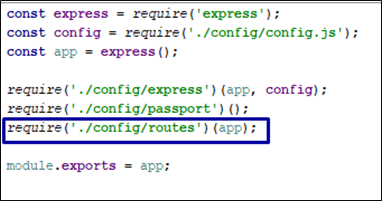 const express = require('express');
const config = require('./config/config.js');
const app = express();
require('./config/express')(app, config);
require('./config/passport')();
require('./config/routes')(app);
module.exports = app;